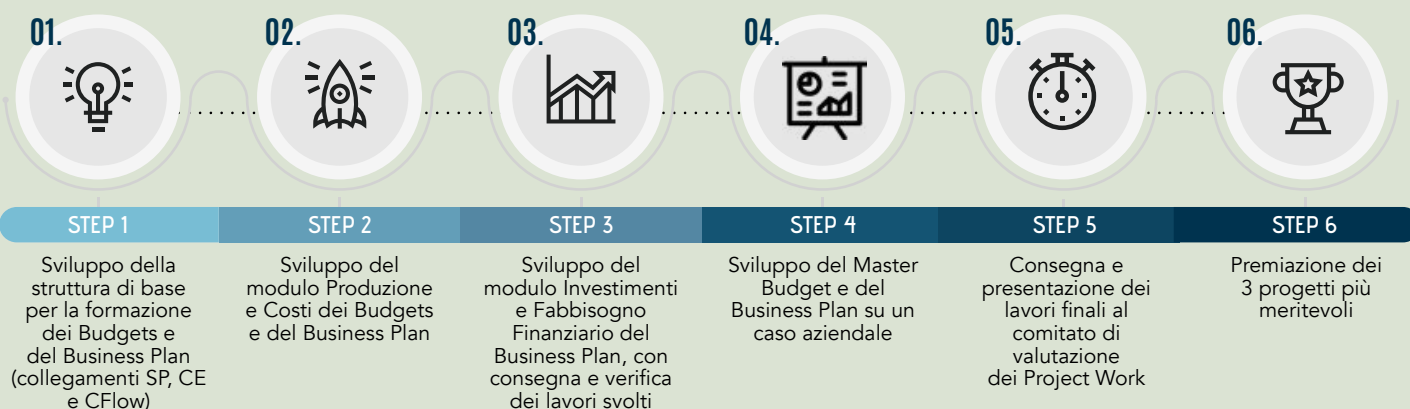 01.
02.
03.
04.
05.
06.
STEP 1
STEP 2
STEP 3
STEP 4
STEP 5
STEP 6
Sviluppo della
struttura di base
per la formazione
dei Budgets e
del Business Plan
(collegamenti SP, CE
e CFlow)
Sviluppo del
modulo Produzione
e Costi dei Budgets
e del Business Plan
Sviluppo del
modulo Investimenti
e Fabbisogno
Finanziario del
Business Plan, con
consegna e verifica
dei lavori svolti
Sviluppo del Master
Budget e del
Business Plan su un
caso aziendale
Consegna e
presentazione dei
lavori finali al
comitato di
valutazione
dei Project Work
Premiazione dei
3 progetti più
meritevoli